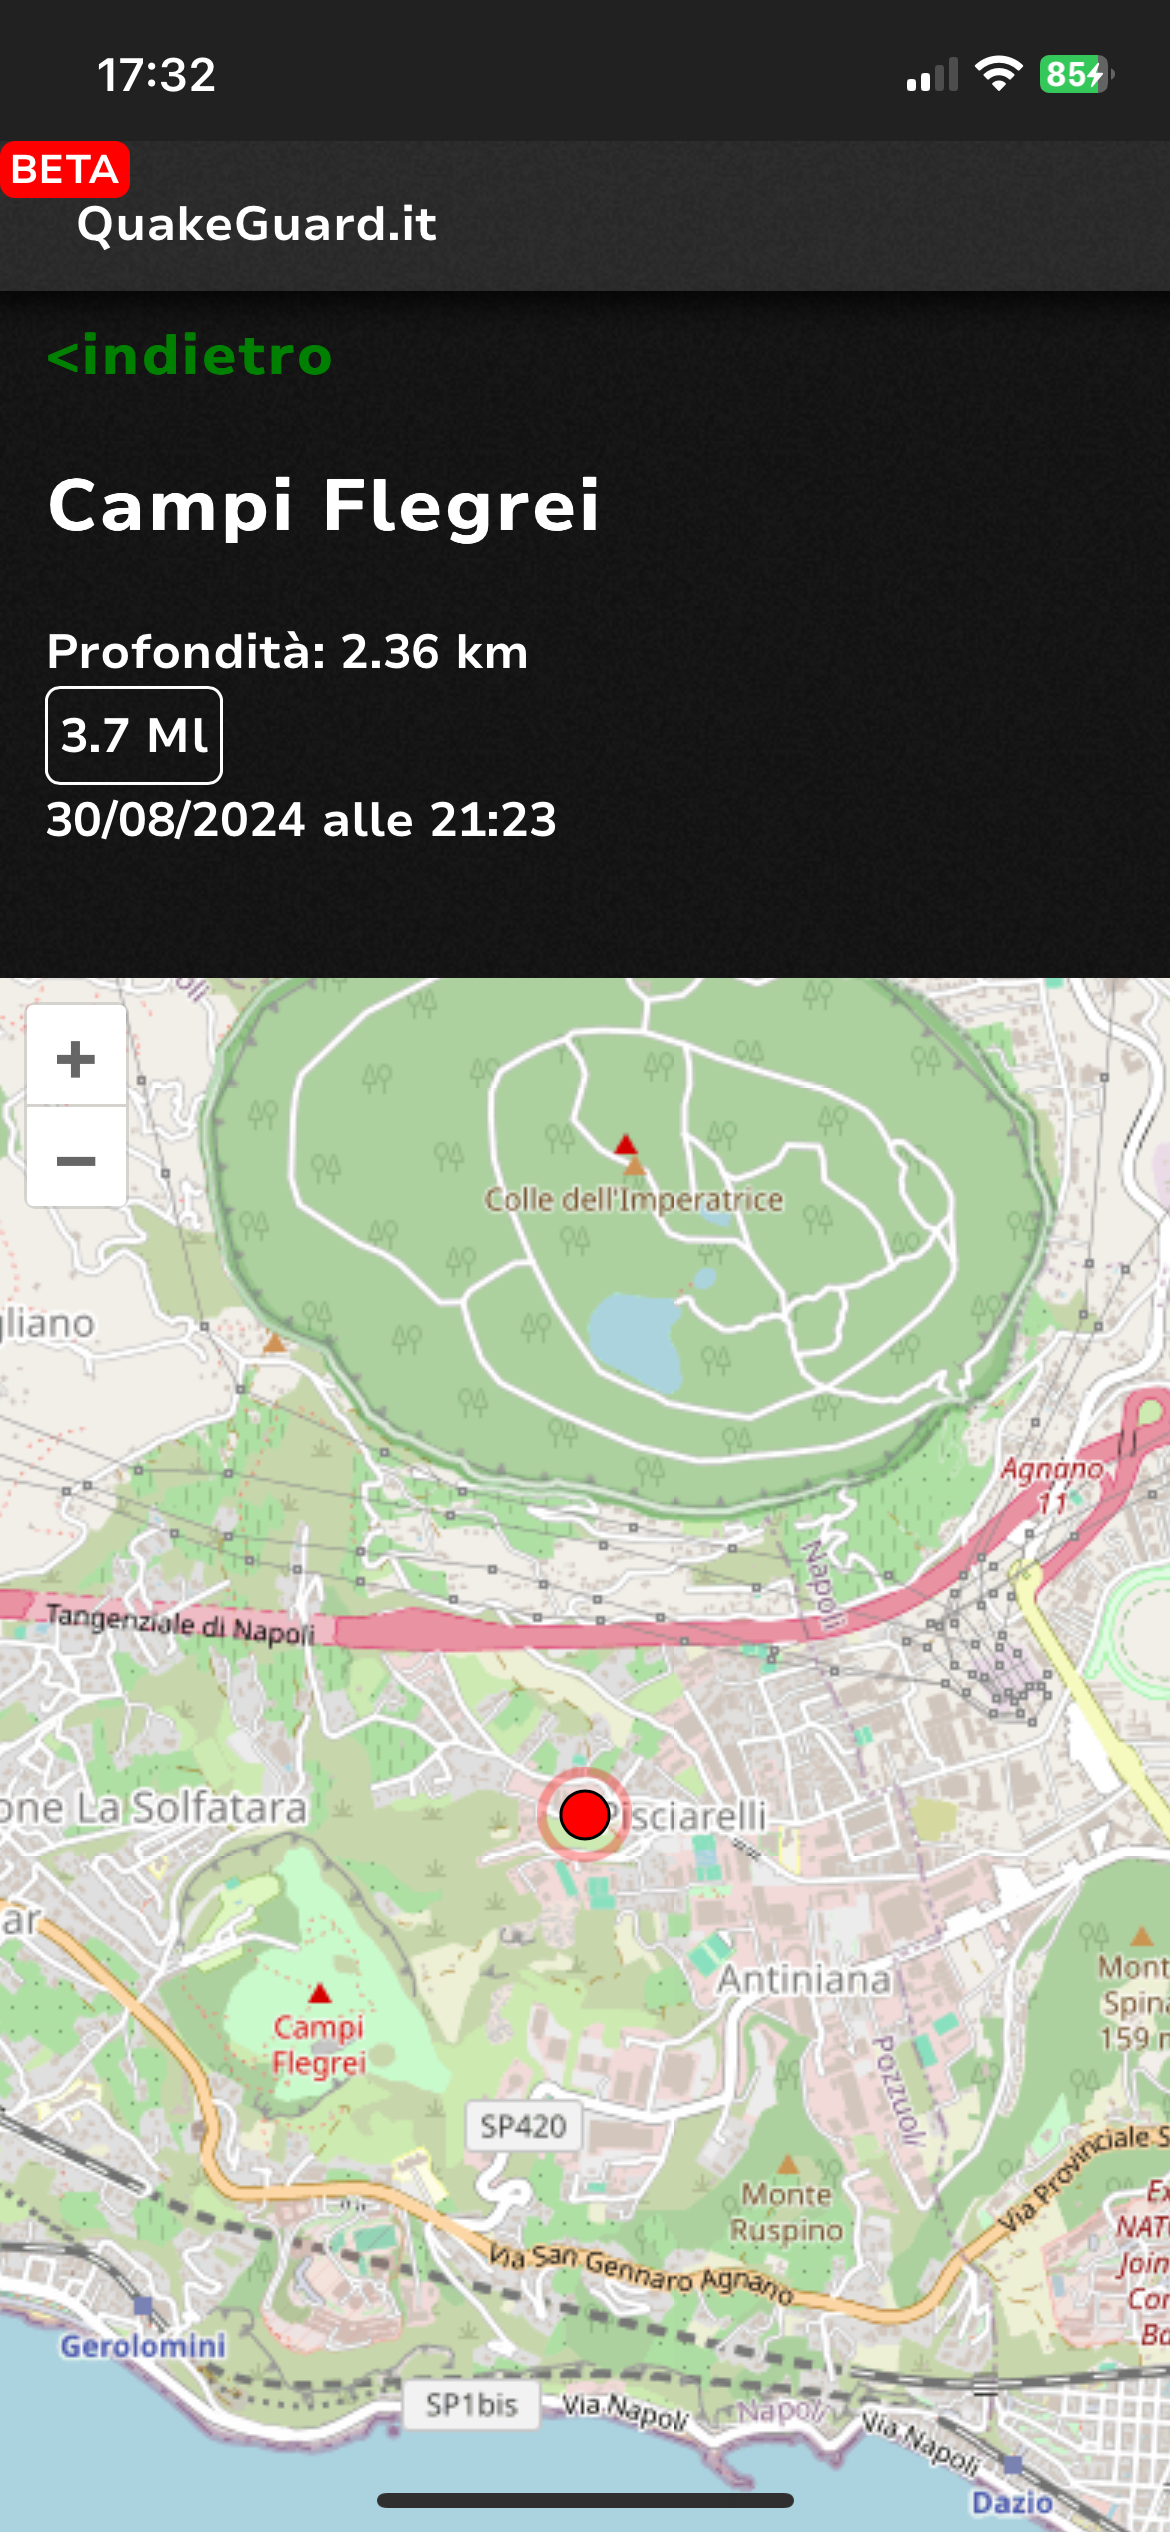 17:32
85
BETA
QuakeGuard.it
<indietro
Campi Flegrei
Profondità: 2.36 km
3.7 Ml
30/08/2024 alle 21:23
+
−
Colle dell'Imperatrice
gliano
Agnano
11
Napoli
Tangenziale di Napoli
one La Solfatara
Pisciarelli
ar
Antiniana
Mont
Spina
159 m
Campi
Flegrei
Pozzuoli
SP420
Monte
Ruspino
Via Provinciale S
Ex
NAT
Join
Cor
Ba
Via San Gennaro Agnano
Gerolomini
SP1bis
Via Napoli
Napoli
Via Napoli
Dazio